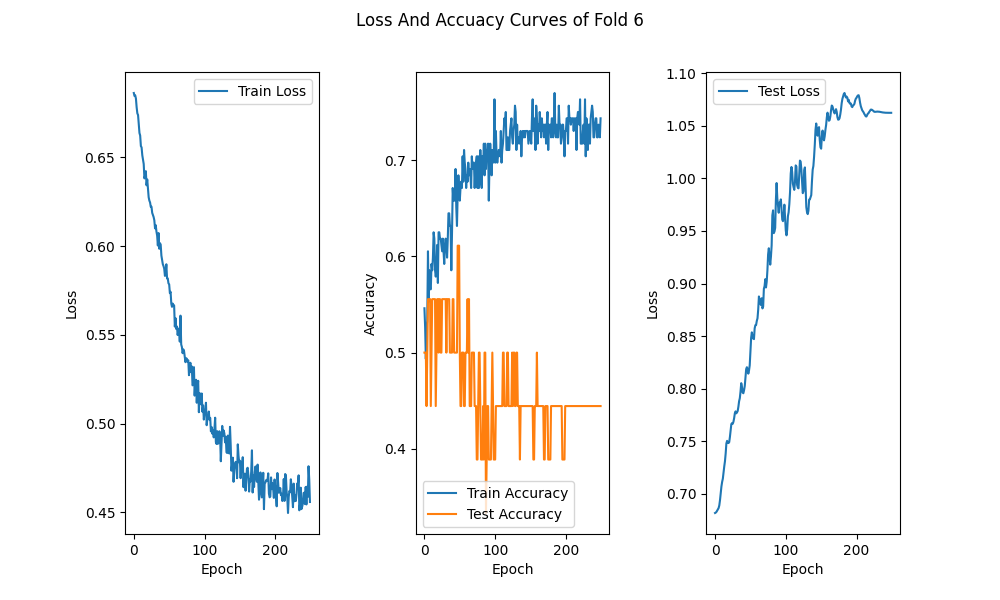 Loss And Accuacy Curves of Fold 6
Train Loss
0.65
0.60
0.55
0.50
0.45
Loss
0
100
200
Epoch
0.7
0.6
0.5
0.4
Accuracy
Train Accuracy
Test Accuracy
0
100
200
Epoch
Test Loss
1.10
1.05
1.00
0.95
0.90
0.85
0.80
0.75
0.70
Loss
0
100
200
Epoch